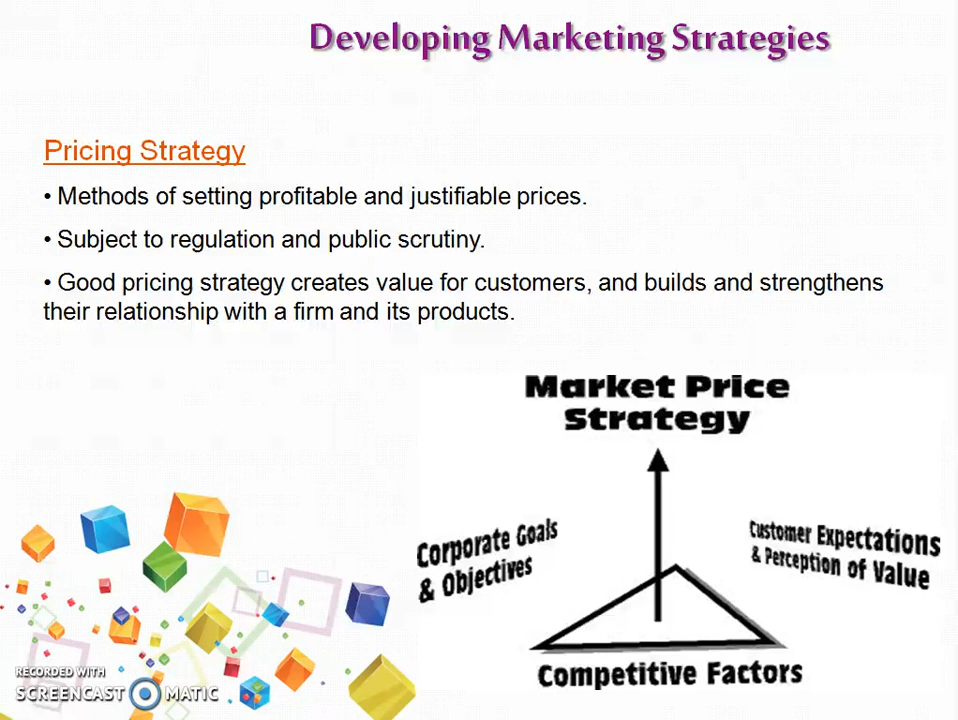 Developing Marketing Strategies
Pricing Strategy
• Methods of setting profitable and justifiable prices.
• Subject to regulation and public scrutiny.
• Good pricing strategy creates value for customers, and builds and strengthens
their relationship with a firm and its products.
Market Price
Strategy
Corporate Goals
& Objectives
Customer Expectations
& Perception of Value
Competitive Factors
RECORDED WITH
SCREENCAST MATIC